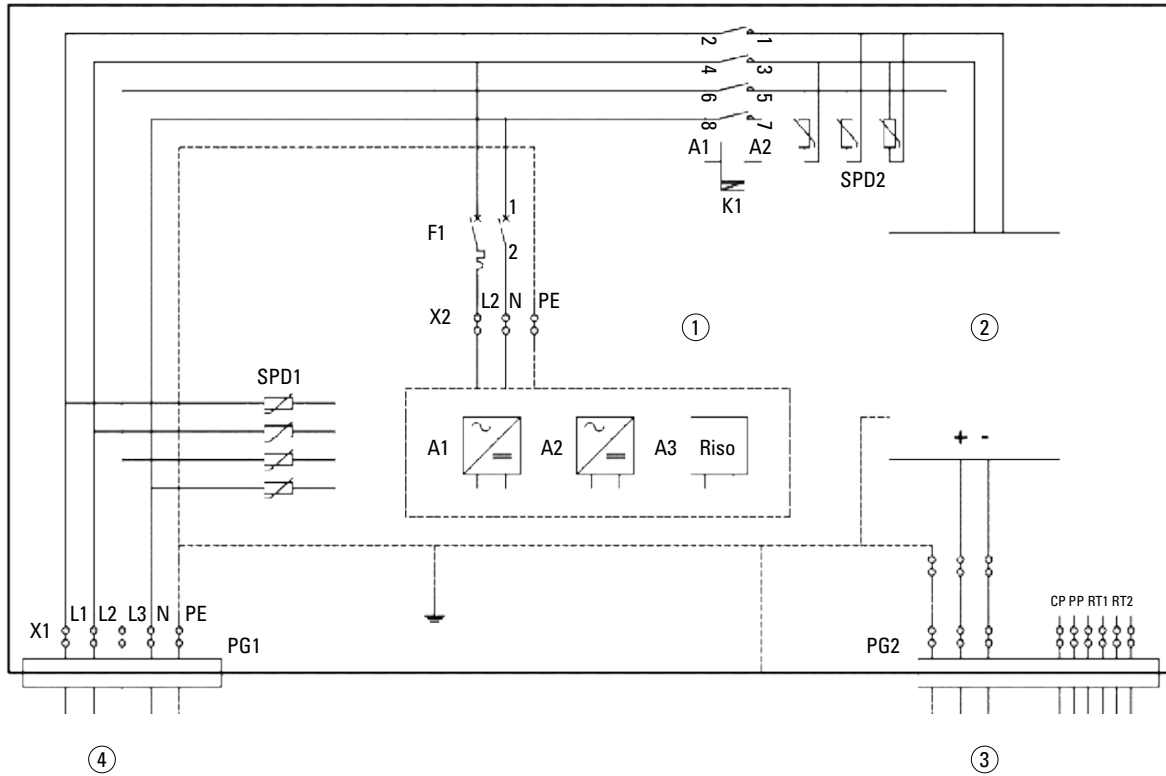 2 1
4 3
6 5
8 7
A1 A2
SPD2
K1
F1
1
2
X2 L2 N PE
1 2
SPD1
A1 A2 A3 Riso
+ -
CP PP RT1 RT2
X1 L1 L2 L3 N PE
PG1 PG2
4 3